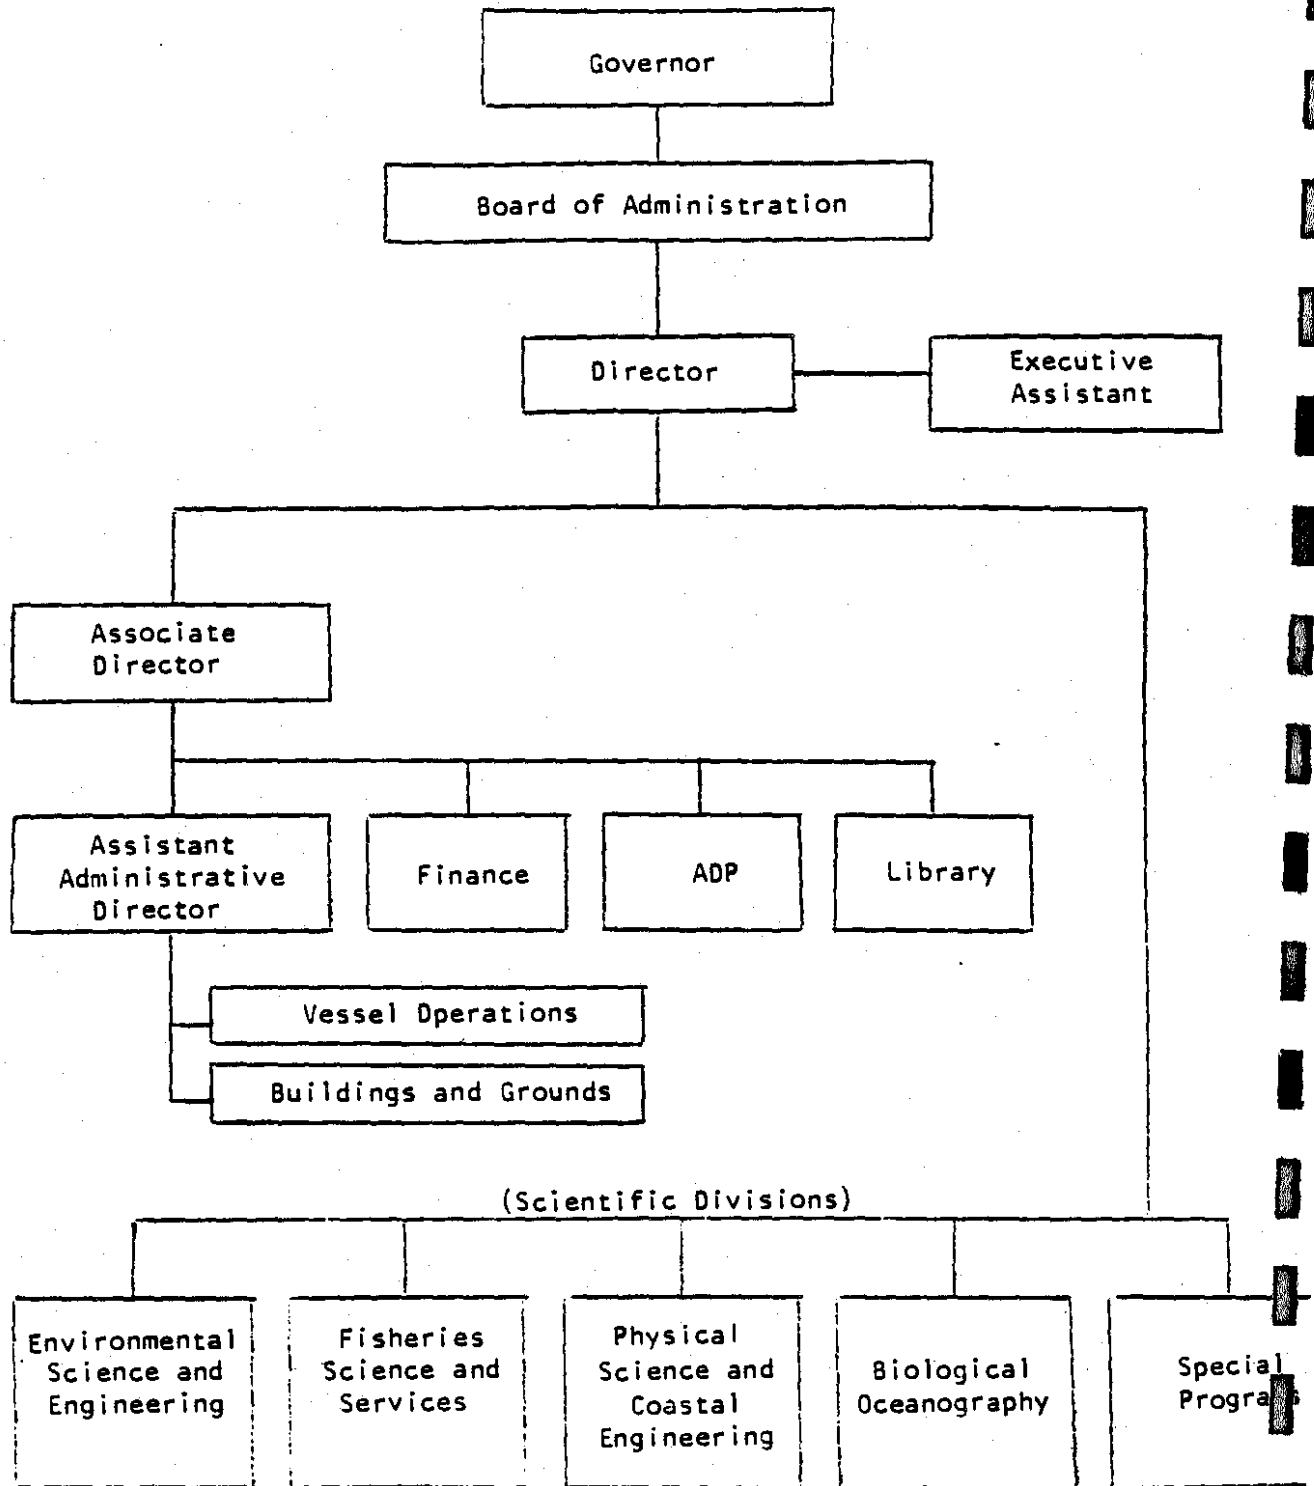 Governor
Board of Administration
Director
Executive
Assistant
Associate
Director
Assistant
Administrative
Director
Finance
ADP
Library
Vessel Operations
Buildings and Grounds
(Scientific Divisions)
Environmental
Science and
Engineering
Fisheries
Science and
Services
Physical
Science and
Coastal
Engineering
Biological
Oceanography
Special